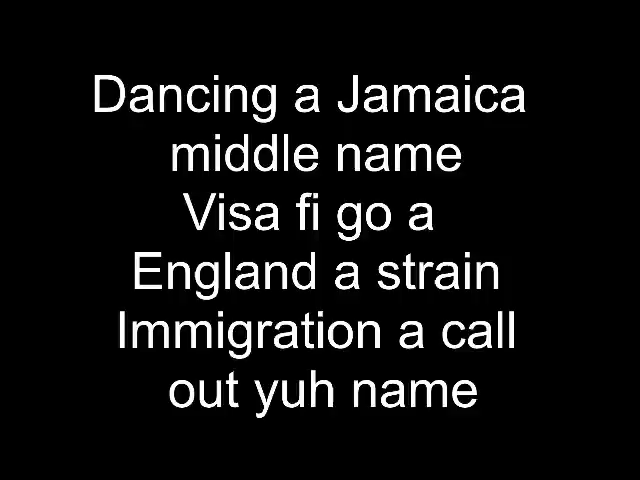 Dancing a Jamaica
middle name
Visa fi go a
England a strain
Immigration a call
out yuh name